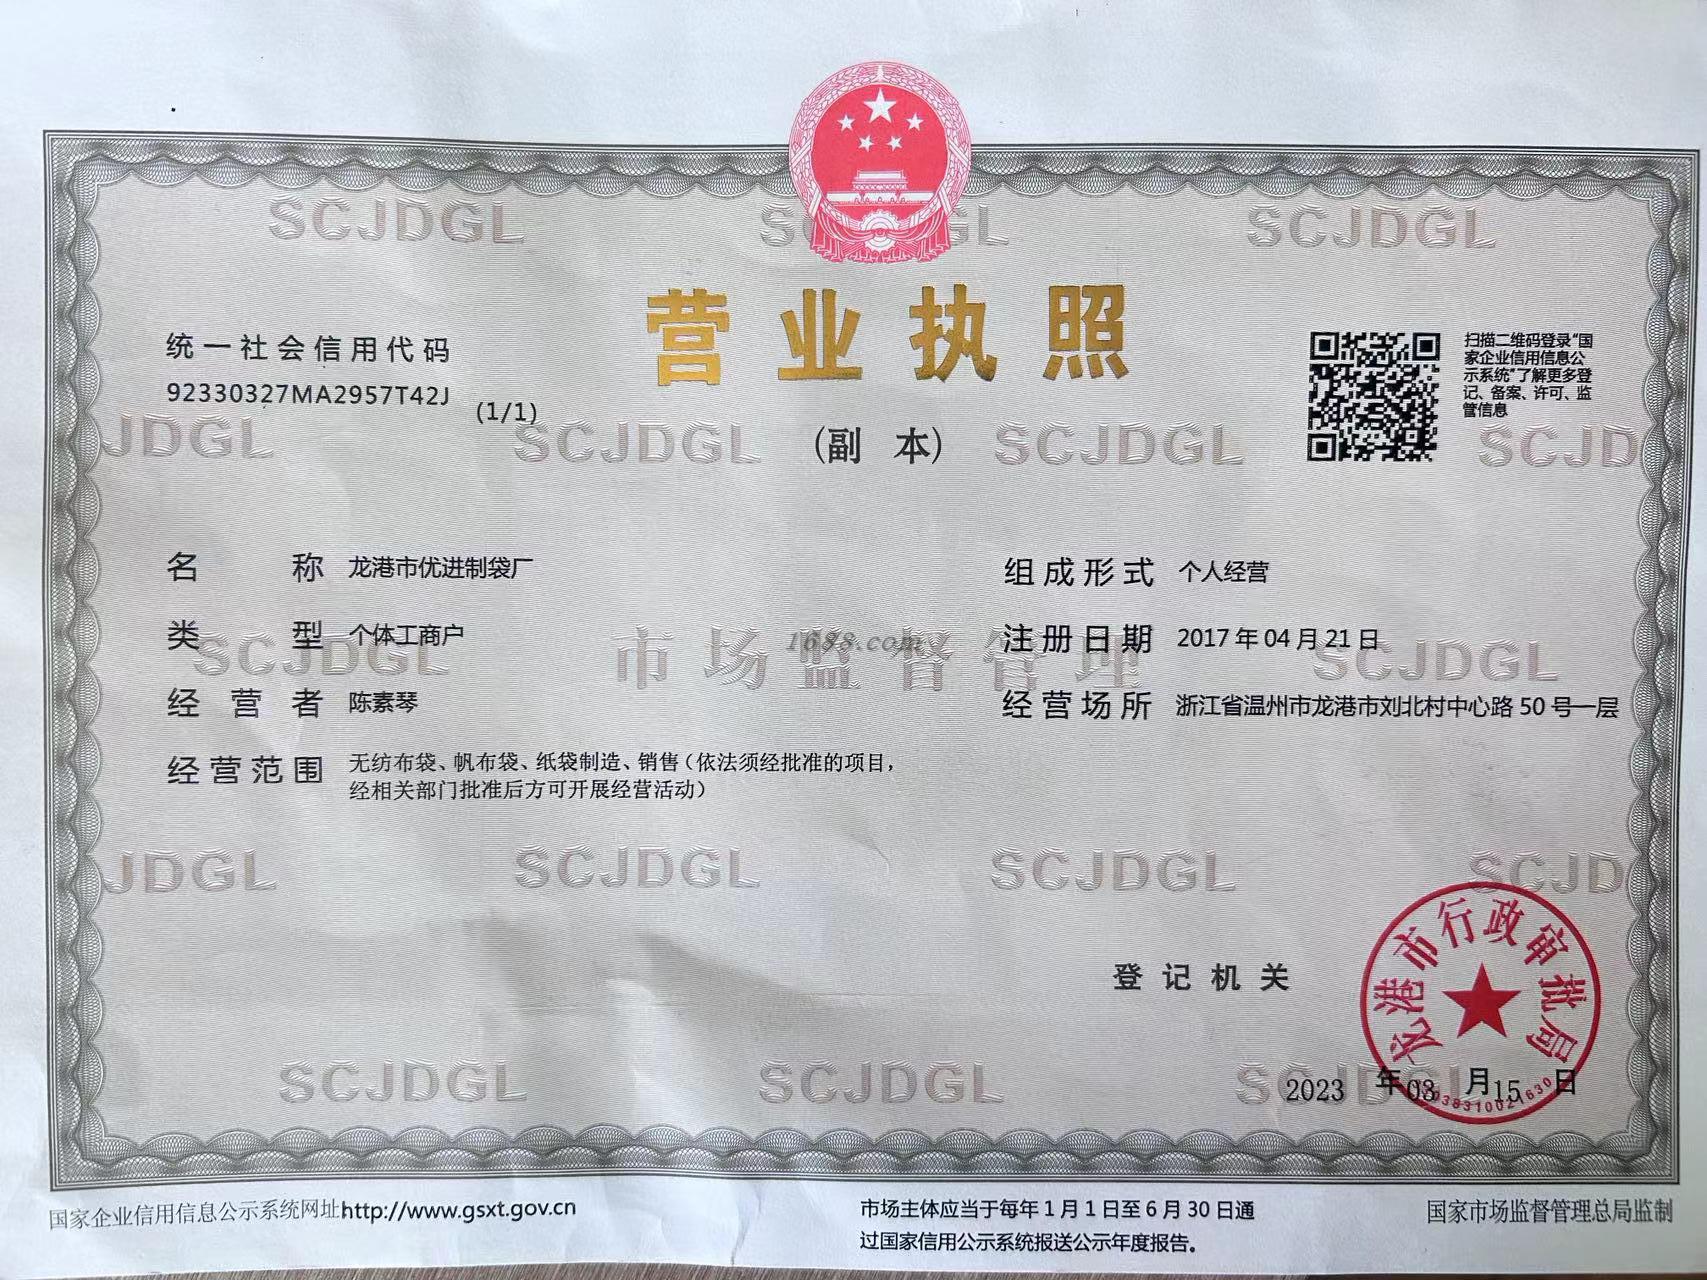 SCJDGL SCJDGL SCJDGL
营业执照
(副 本)
统一社会信用代码
92330327MA2957T42J
(1/1)
扫描二维码登录“国
家企业信用信息公
示系统”了解更多登
记、备案、许可、监
管信息
JDGL SCJDGL SCJDGL SCJD
名 称 龙港市优进制袋厂
组成形式 个人经营
类 型 个体工商户
注册日期 2017年04月21日
SCJDGL 市场监督管理 SCJDGL
1688.com
经营者 陈素琴
经营场所 浙江省温州市龙港市刘北村中心路50号一层
经营范围 无纺布袋、帆布袋、纸袋制造、销售（依法须经批准的项目，
经相关部门批准后方可开展经营活动）
JDGL SCJDGL SCJDGL SCJD
登记机关
龙港市行政审批局
SCJDGL SCJDGL SCJDGL
2023 年 03 月 15 日
国家企业信用信息公示系统网址http://www.gsxt.gov.cn
市场主体应当于每年1月1日至6月30日通
过国家信用公示系统报送公示年度报告。
国家市场监督管理总局监制